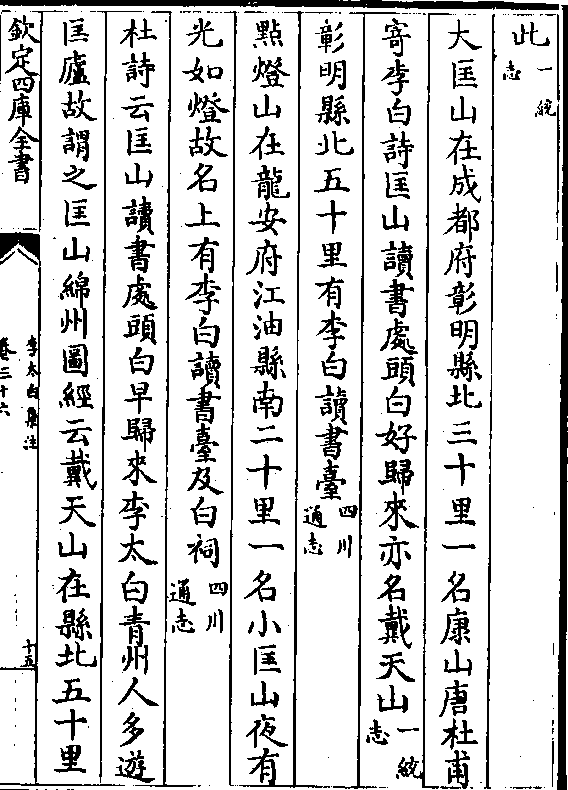 此一統志
大匡山在成都府彰明縣北三十里一名康山唐杜甫
寄李白詩匡山讀書處頭白好歸來亦名戴天山一統志
彰明縣北五十里有李白讀書臺四川通志
點燈山在龍安府江油縣南二十里一名小匡山夜有
光如燈故名上有李白讀書臺及白祠四川通志
杜詩云匡山讀書處頭白早歸來李太白青州人多遊
匡廬故謂之匡山綿州圖經云戴天山在縣北五十里
欽定四庫全書
李太白集注
卷三十六
十五